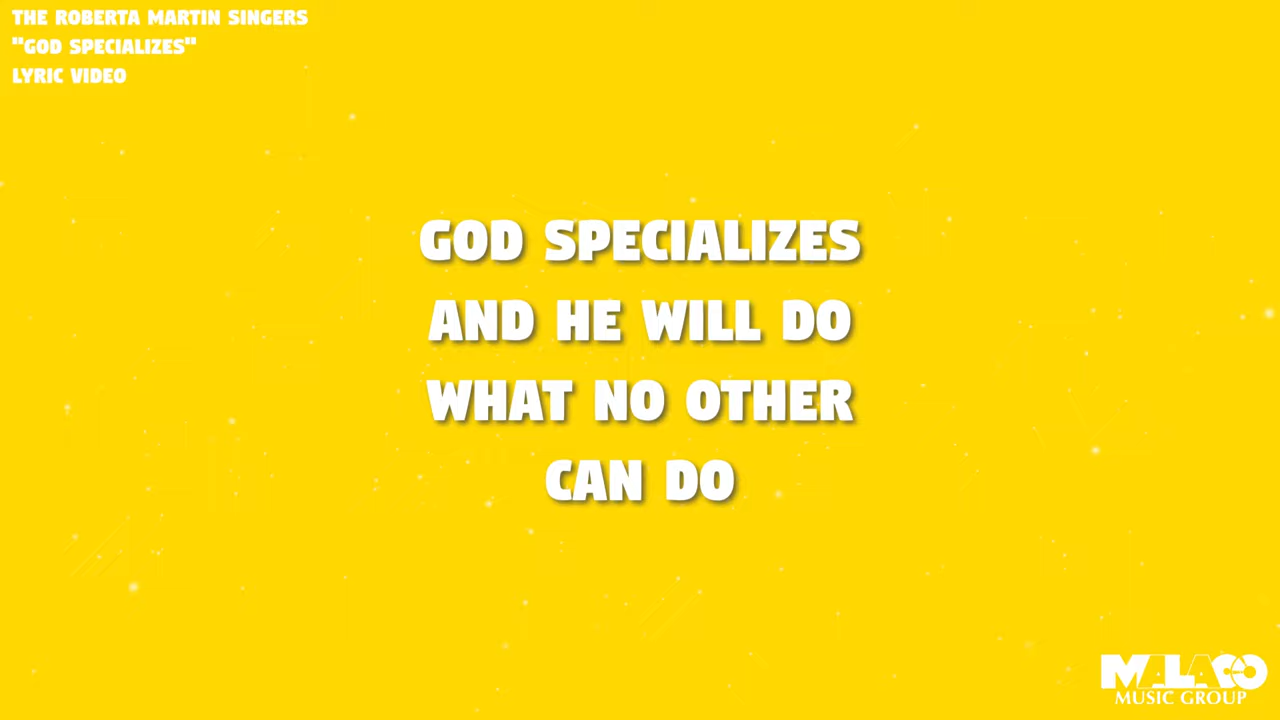 THE ROBERTA MARTIN SINGERS
"GOD SPECIALIZES"
LYRIC VIDEO
GOD SPECIALIZES
AND HE WILL DO
WHAT NO OTHER
CAN DO
MALACO
MUSIC GROUP